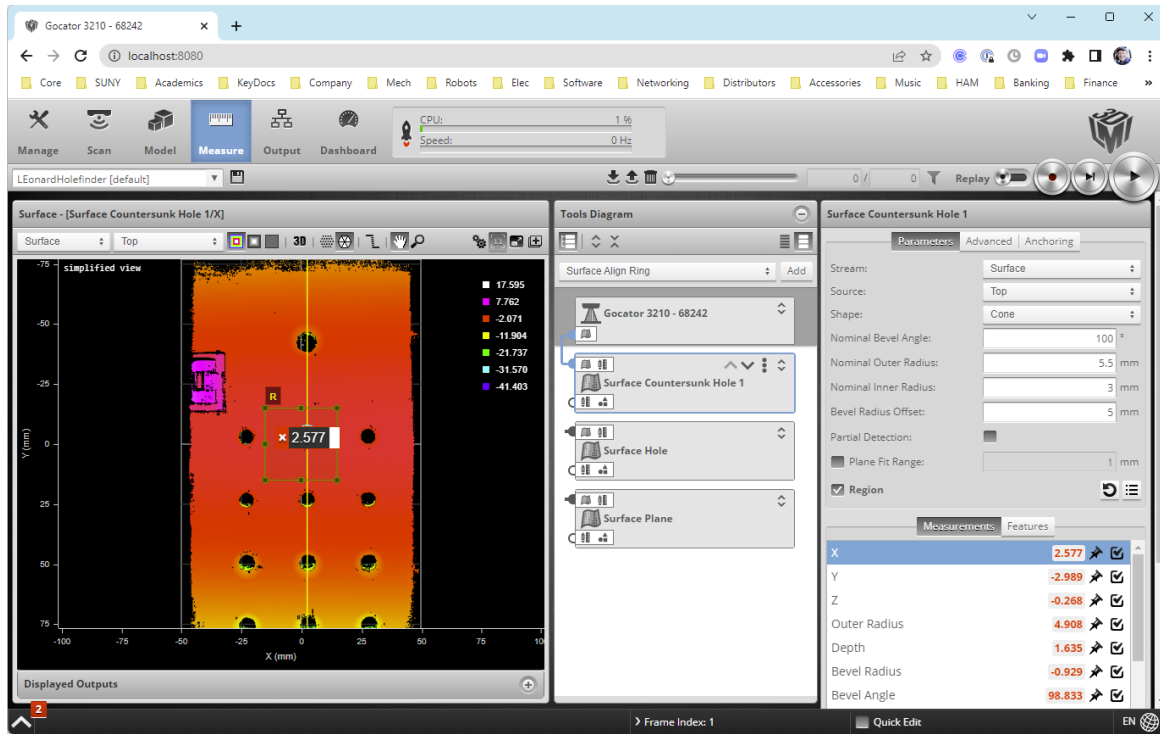 Gocator 3210 - 68242
localhost:8080
Core SUNY Academics KeyDocs Company Mech Robots Elec Software Networking Distributors Accessories Music HAM Banking Finance »
CPU: 1 %
Speed: 0 Hz
Manage Scan Model Measure Output Dashboard
LEonardHolefinder [default]
0 / 0 Replay
Surface - [Surface Countersunk Hole 1/X]
Surface Top 3D
simplified view
17.595
7.762
-2.071
-11.904
-21.737
-31.570
-41.403
-75
-50
-25
0
25
50
75
Y (mm)
R
2.577
-100 -75 -50 -25 0 25 50 75 10
X (mm)
Displayed Outputs
Tools Diagram
Surface Align Ring Add
Gocator 3210 - 68242
Surface Countersunk Hole 1
Surface Hole
Surface Plane
Surface Countersunk Hole 1
Parameters Advanced Anchoring
Stream: Surface
Source: Top
Shape: Cone
Nominal Bevel Angle: 100 °
Nominal Outer Radius: 5.5 mm
Nominal Inner Radius: 3 mm
Bevel Radius Offset: 5 mm
Partial Detection:
Plane Fit Range: 1 mm
Region
Measurements Features
X 2.577
Y -2.989
Z -0.268
Outer Radius 4.908
Depth 1.635
Bevel Radius -0.929
Bevel Angle 98.833
2
Frame Index: 1
Quick Edit
EN